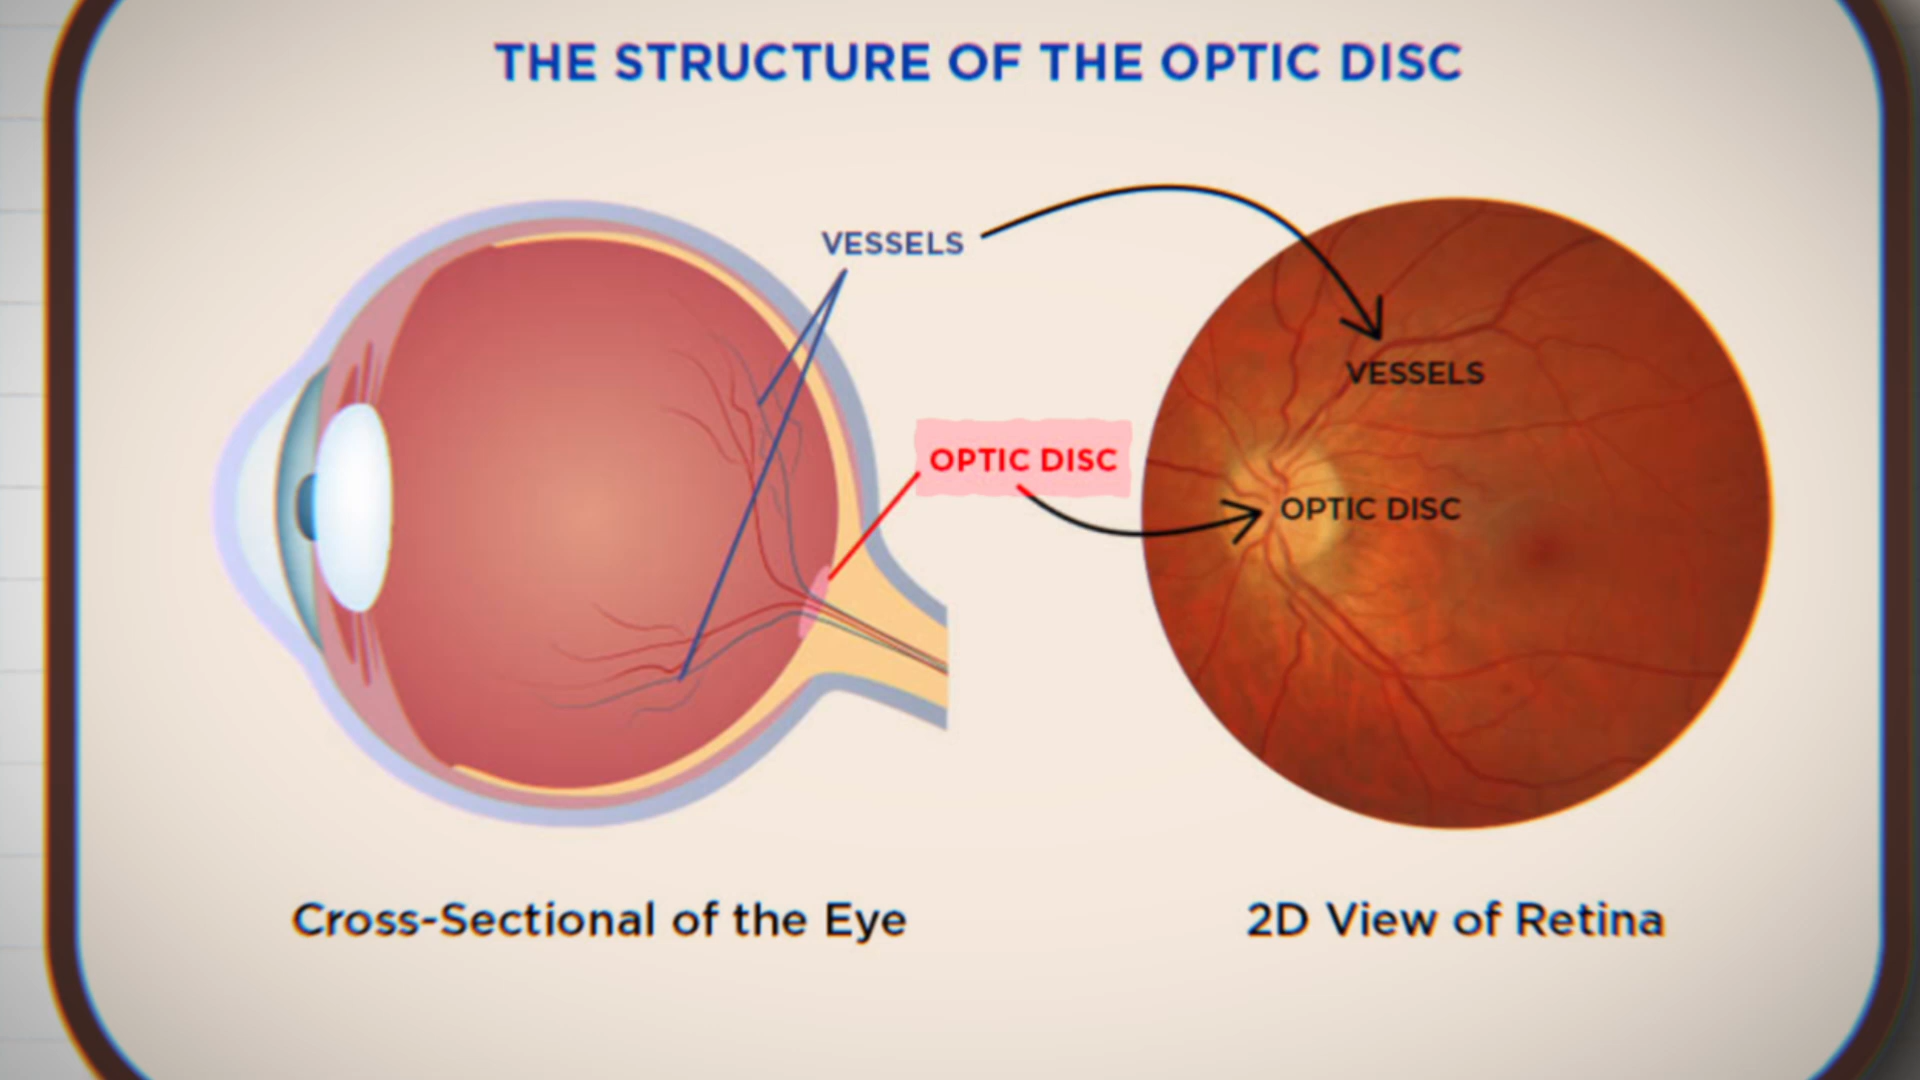 THE STRUCTURE OF THE OPTIC DISC
VESSELS
OPTIC DISC
VESSELS
OPTIC DISC
Cross-Sectional of the Eye
2D View of Retina